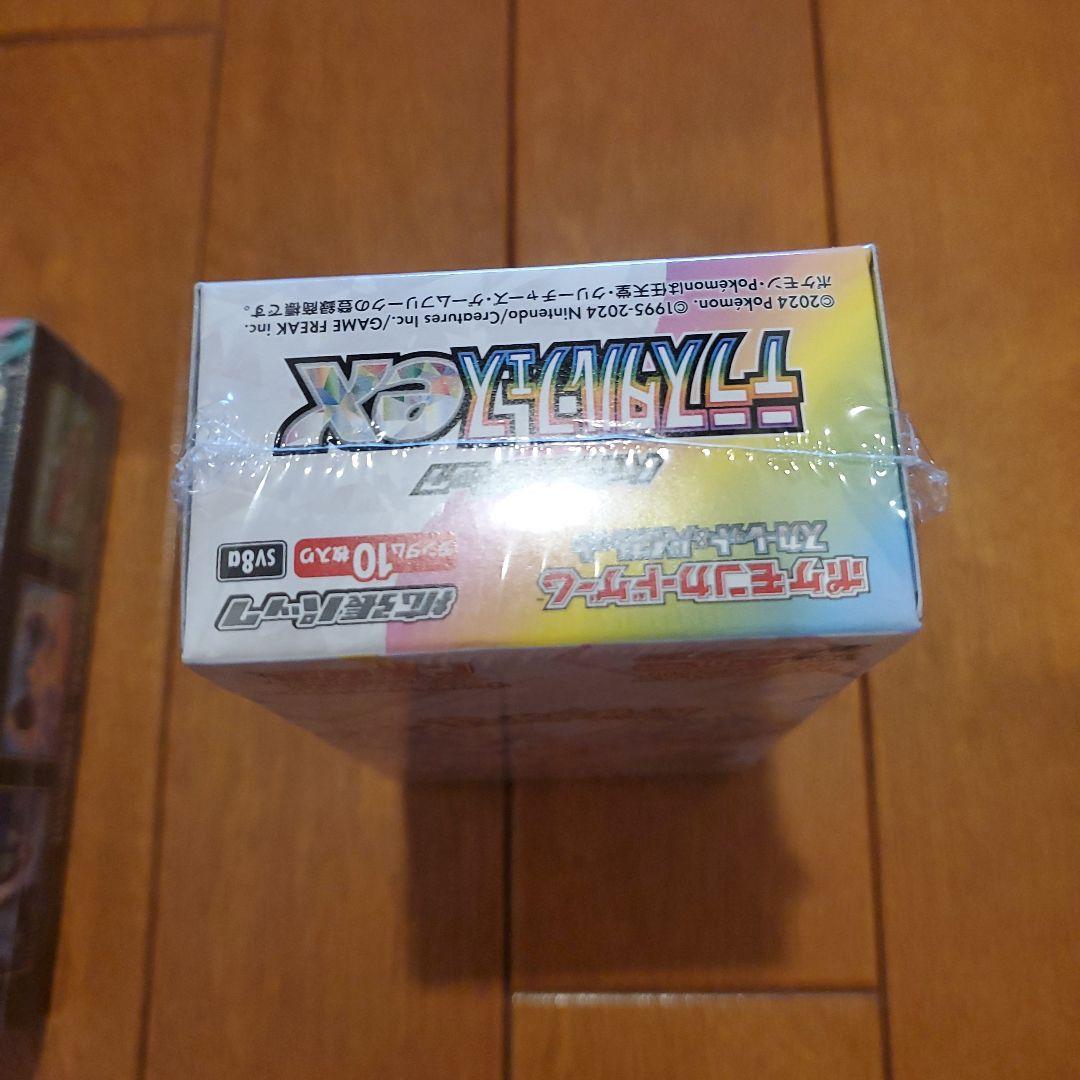 ポケモンカードゲーム
スカーレット&バイオレット
拡張パック
ランダム10枚入り
SV8a
テラスタルフェスex
©2024 Pokémon. ©1995-2024 Nintendo/Creatures Inc./GAME FREAK inc.
ポケモン・Pokémonは任天堂・クリーチャーズ・ゲームフリークの登録商標です。